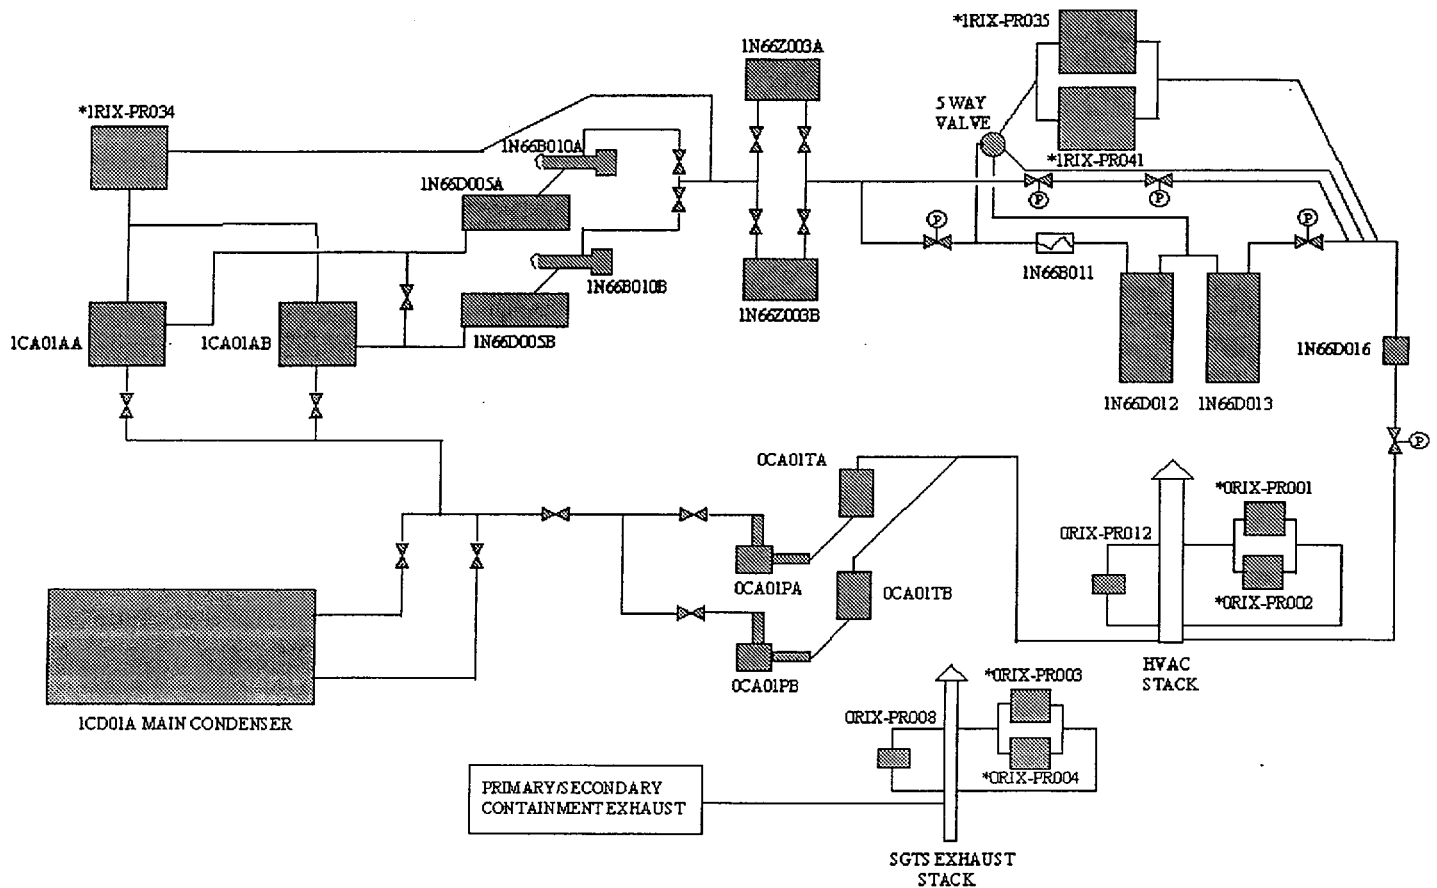 *1RIX-PR035
1N66Z003A
5 WAY
VALVE
*1RIX-PR034
1N66B010A
*1RIX-PR041
1N66D005A
P
P
P
P
1N66B011
1N66B010B
1N66Z003B
1CA01AA
1CA01AB
1N66D005B
1N66D016
1N66D012
1N66D013
P
0CA01TA
*0RIX-PR001
0RIX-PR012
0CA01PA
0CA01TB
*0RIX-PR002
HVAC
STACK
0CA01PB
*0RIX-PR003
1CD01A MAIN CONDENSER
0RIX-PR008
*0RIX-PR004
PRIMARY/SECONDARY
CONTAINMENT EXHAUST
SGTS EXHAUST
STACK